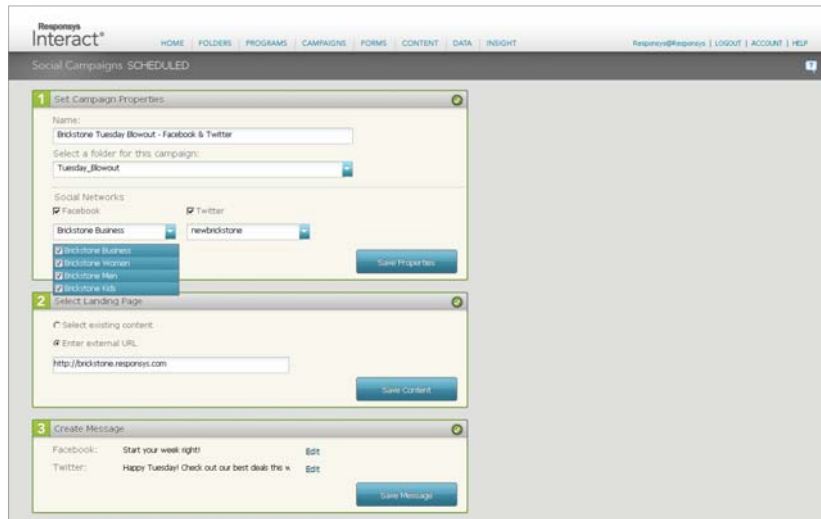 Responsys
Interact®
HOME FOLDERS PROGRAMS CAMPAIGNS FORMS CONTENT DATA INSIGHT
Responsys@Responsys | LOGOUT | ACCOUNT | HELP
Social Campaigns SCHEDULED
?
1 Set Campaign Properties
Name:
Brickstone Tuesday Blowout - Facebook & Twitter
Select a folder for this campaign:
Tuesday_Blowout
Social Networks
Facebook Twitter
Brickstone Business newbrickstone
Brickstone Business
Brickstone Women
Save Properties
Brickstone Men
Brickstone Kids
2 Select Landing Page
Select existing content
Enter external URL
http://brickstone.responsys.com
Save Content
3 Create Message
Facebook: Start your week right! Edit
Twitter: Happy Tuesday! Check out our best deals this w Edit
Save Message